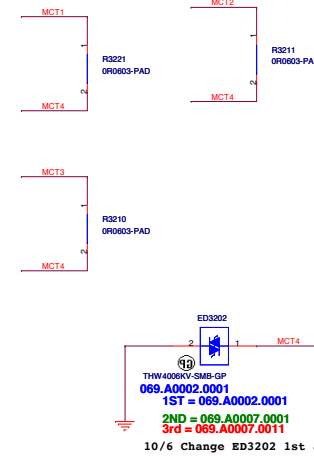 MCT1
1
R3221
0R0603-PAD
2
MCT4
MCT2
1
R3211
0R0603-PA
2
MCT4
MCT3
1
R3210
0R0603-PAD
2
MCT4
ED3202
2
1
MCT4
THW4006KV-SMB-GP
069.A0002.0001
1ST = 069.A0002.0001
2ND = 069.A0007.0001
3rd = 069.A0007.0011
10/6 Change ED3202 1st